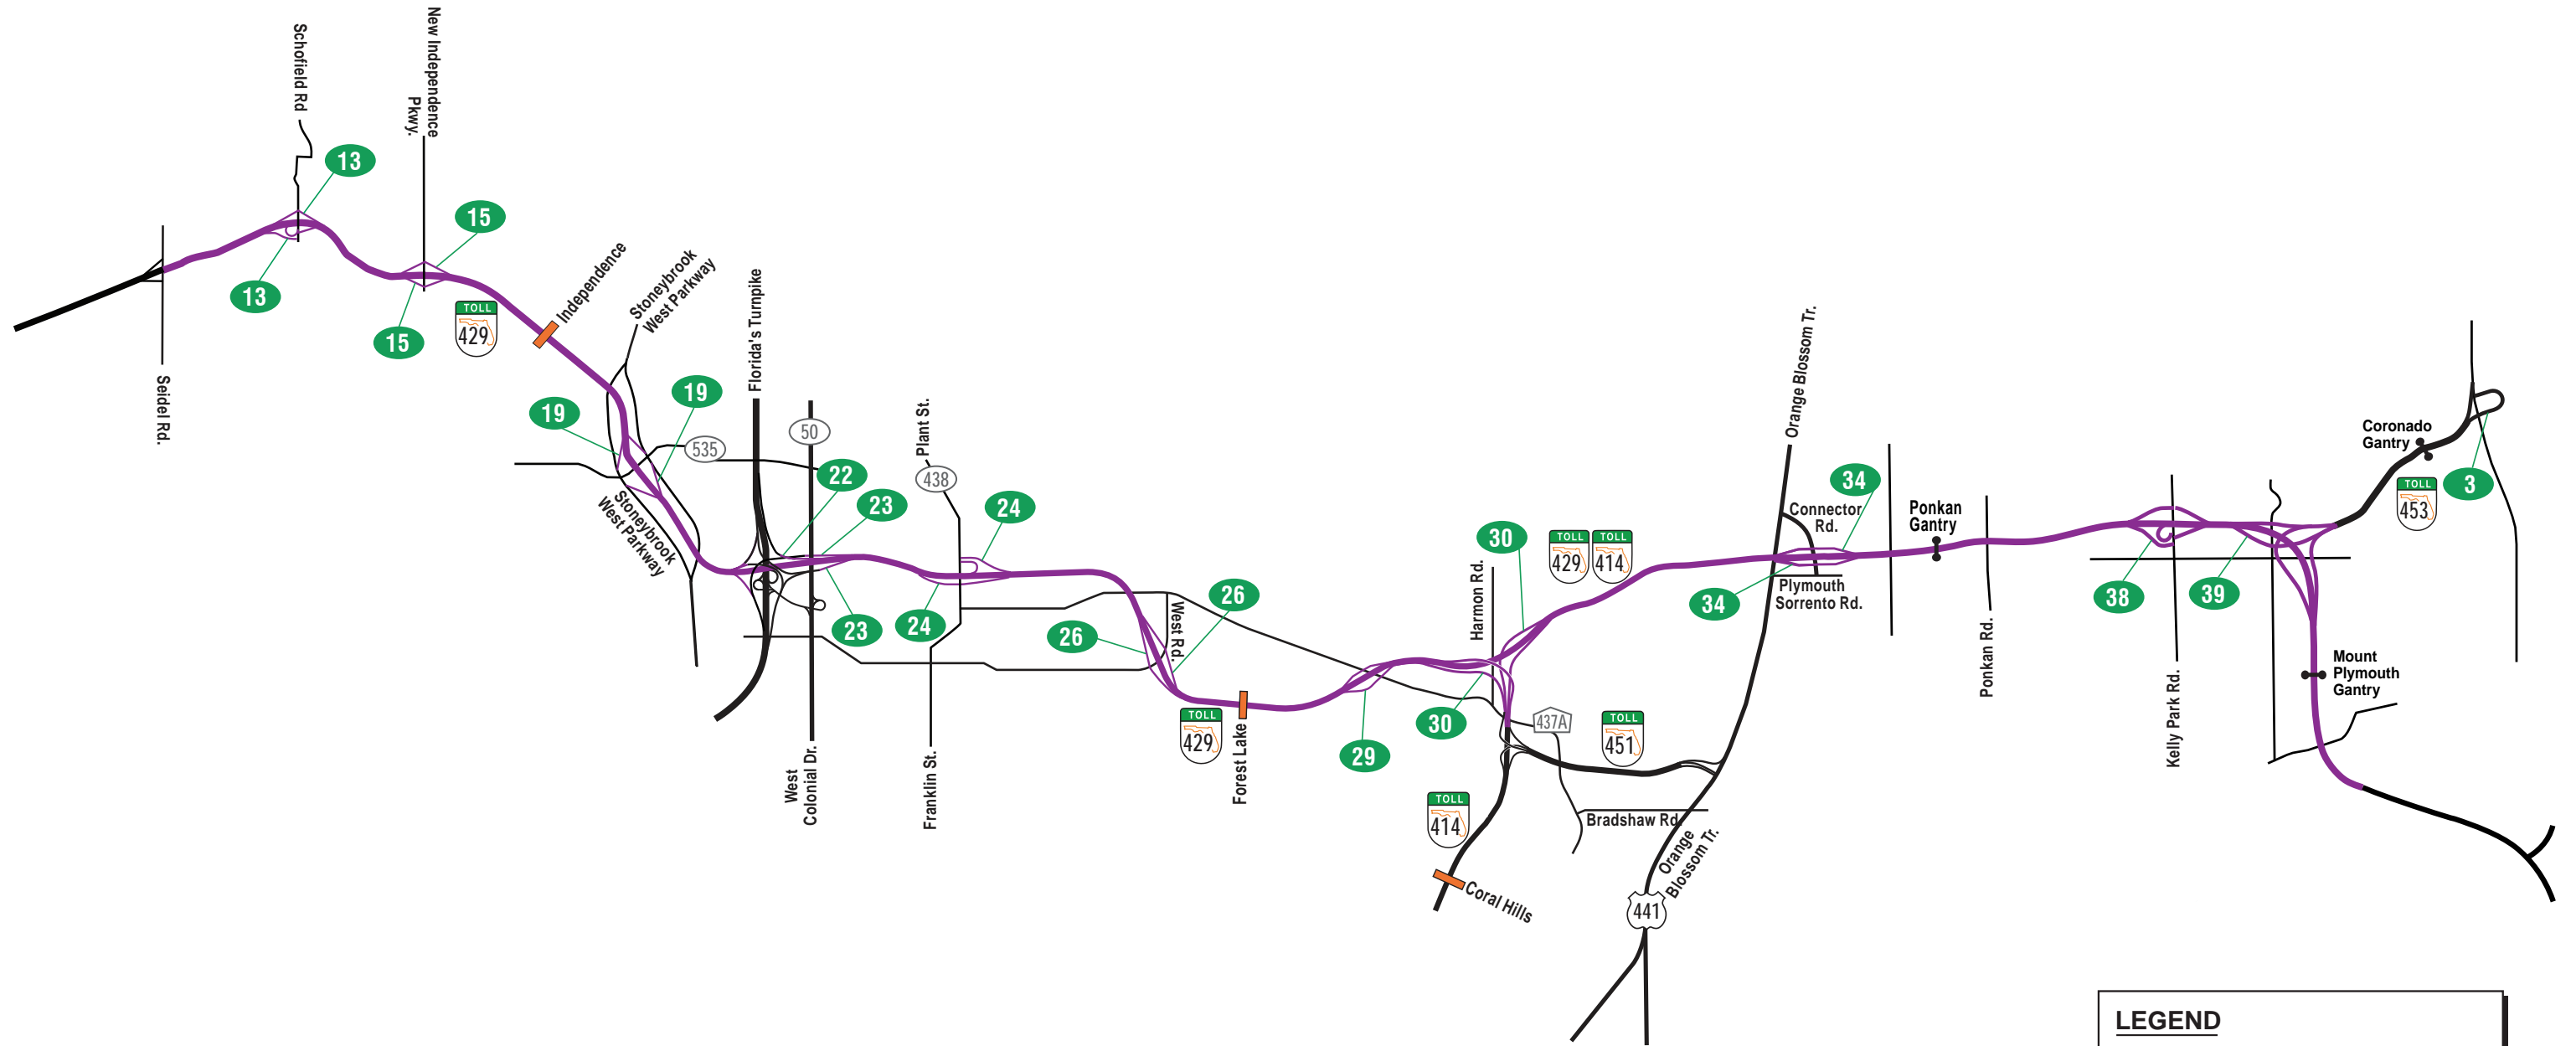 Schofield Rd
New Independence
Pkwy.
13
15
13
15
Seidel Rd.
TOLL
429
Independence
Stoneybrook
West Parkway
19
19
535
Stoneybrook
West Parkway
Florida's Turnpike
50
22
23
23
West
Colonial Dr.
Plant St.
438
24
24
Franklin St.
26
26
West Rd.
TOLL
429
Forest Lake
29
30
30
Harmon Rd.
TOLL
429
TOLL
414
437A
TOLL
451
TOLL
414
Coral Hills
Bradshaw Rd.
Orange
Blossom Tr.
441
Orange Blossom Tr.
Connector
Rd.
34
34
Plymouth
Sorrento Rd.
Ponkan
Gantry
Ponkan Rd.
38
39
Kelly Park Rd.
Coronado
Gantry
TOLL
453
3
Mount
Plymouth
Gantry
LEGEND